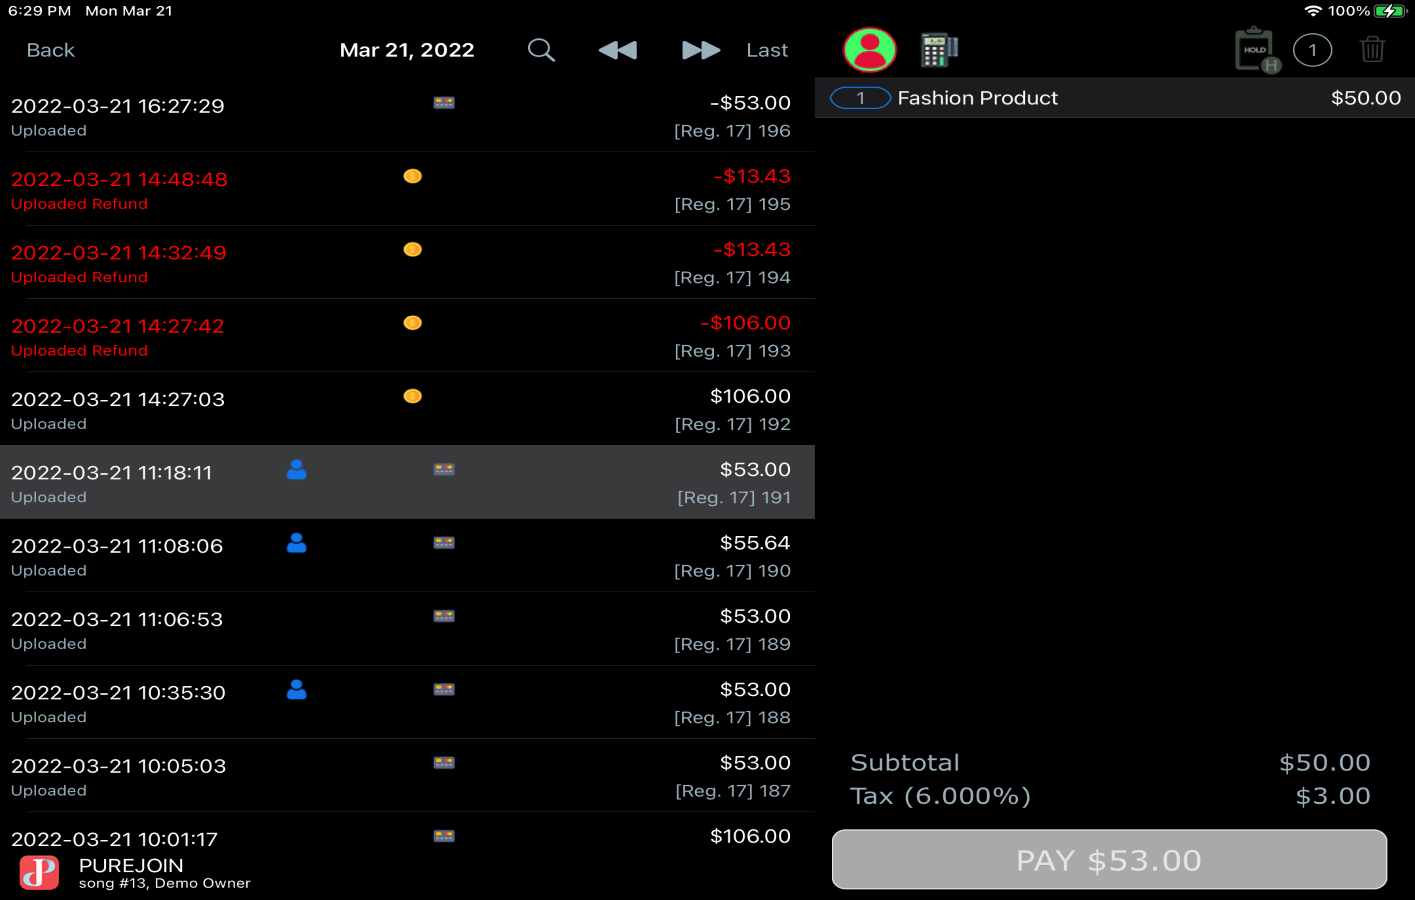 6:29 PM Mon Mar 21 100%
Back Mar 21, 2022 Last HOLD H 1
2022-03-21 16:27:29 -$53.00
Uploaded [Reg. 17] 196
2022-03-21 14:48:48 -$13.43
Uploaded Refund [Reg. 17] 195
2022-03-21 14:32:49 -$13.43
Uploaded Refund [Reg. 17] 194
2022-03-21 14:27:42 -$106.00
Uploaded Refund [Reg. 17] 193
2022-03-21 14:27:03 $106.00
Uploaded [Reg. 17] 192
2022-03-21 11:18:11 $53.00
Uploaded [Reg. 17] 191
2022-03-21 11:08:06 $55.64
Uploaded [Reg. 17] 190
2022-03-21 11:06:53 $53.00
Uploaded [Reg. 17] 189
2022-03-21 10:35:30 $53.00
Uploaded [Reg. 17] 188
2022-03-21 10:05:03 $53.00
Uploaded [Reg. 17] 187
2022-03-21 10:01:17 $106.00
PUREJOIN
song #13, Demo Owner
1 Fashion Product $50.00
Subtotal $50.00
Tax (6.000%) $3.00
PAY $53.00